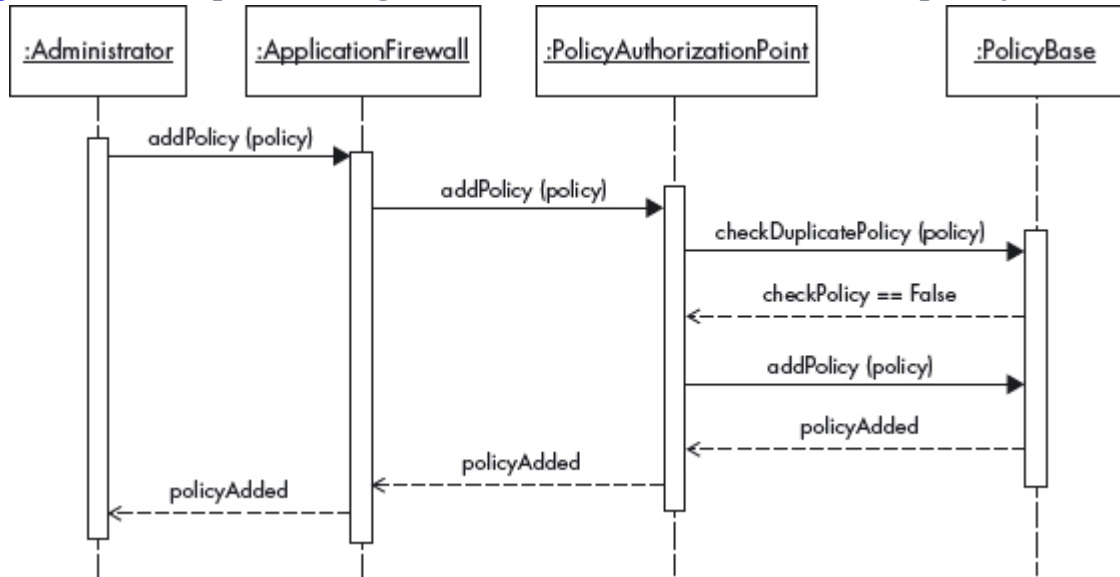 :Administrator
:ApplicationFirewall
:PolicyAuthorizationPoint
:PolicyBase
addPolicy (policy)
addPolicy (policy)
checkDuplicatePolicy (policy)
checkPolicy == False
addPolicy (policy)
policyAdded
policyAdded
policyAdded